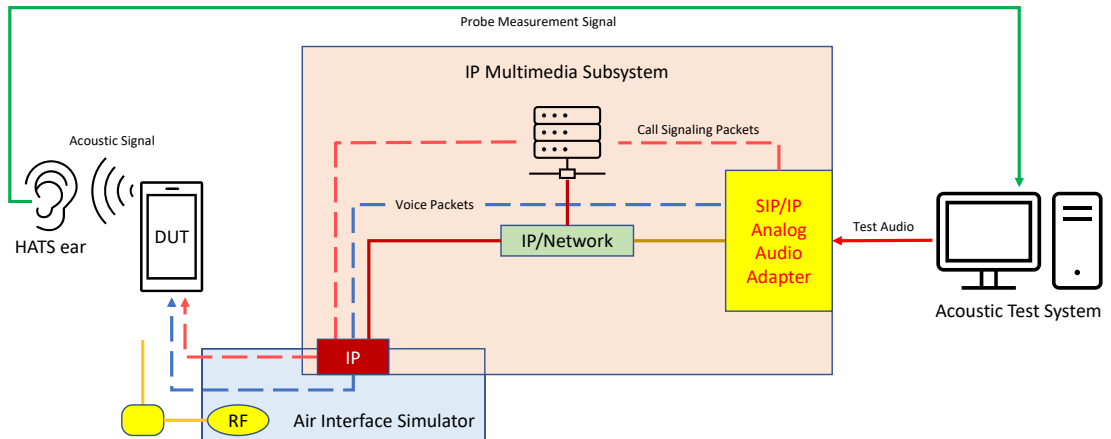 Probe Measurement Signal
IP Multimedia Subsystem
Acoustic Signal
Call Signaling Packets
DUT
HATS ear
Voice Packets
IP/Network
SIP/IP
Analog
Audio
Adapter
Test Audio
Acoustic Test System
IP
RF
Air Interface Simulator